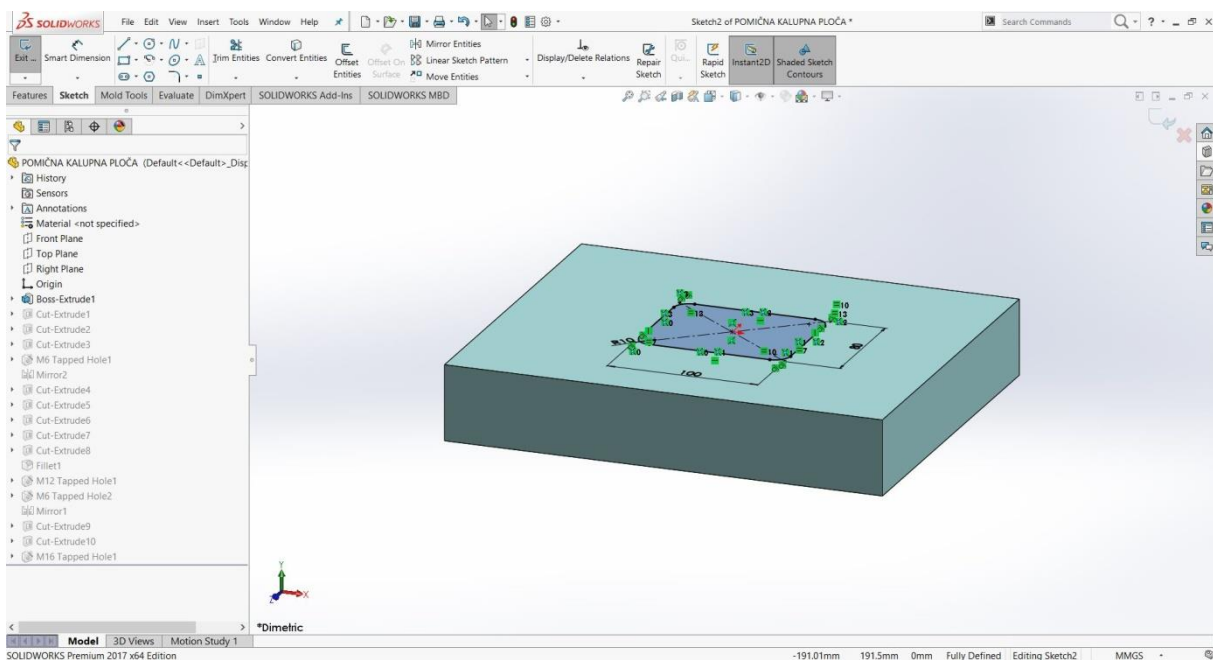 SOLIDWORKS File Edit View Insert Tools Window Help Sketch2 of POMIČNA KALUPNA PLOČA * Search Commands
Exit ... Smart Dimension Trim Entities Convert Entities Offset Entities Offset On Surface Mirror Entities Linear Sketch Pattern Move Entities Display/Delete Relations Repair Sketch Qui... Rapid Sketch Instant2D Shaded Sketch Contours
Features Sketch Mold Tools Evaluate DimXpert SOLIDWORKS Add-Ins SOLIDWORKS MBD
POMIČNA KALUPNA PLOČA (Default<<Default>_Disp
History
Sensors
Annotations
Material <not specified>
Front Plane
Top Plane
Right Plane
Origin
Boss-Extrude1
Cut-Extrude1
Cut-Extrude2
Cut-Extrude3
M6 Tapped Hole1
Mirror2
Cut-Extrude4
Cut-Extrude5
Cut-Extrude6
Cut-Extrude7
Cut-Extrude8
Fillet1
M12 Tapped Hole1
M6 Tapped Hole2
Mirror1
Cut-Extrude9
Cut-Extrude10
M16 Tapped Hole1
R10
100
Y
X
Z
*Dimetric
Model 3D Views Motion Study 1
SOLIDWORKS Premium 2017 x64 Edition -191.01mm 191.5mm 0mm Fully Defined Editing Sketch2 MMGS